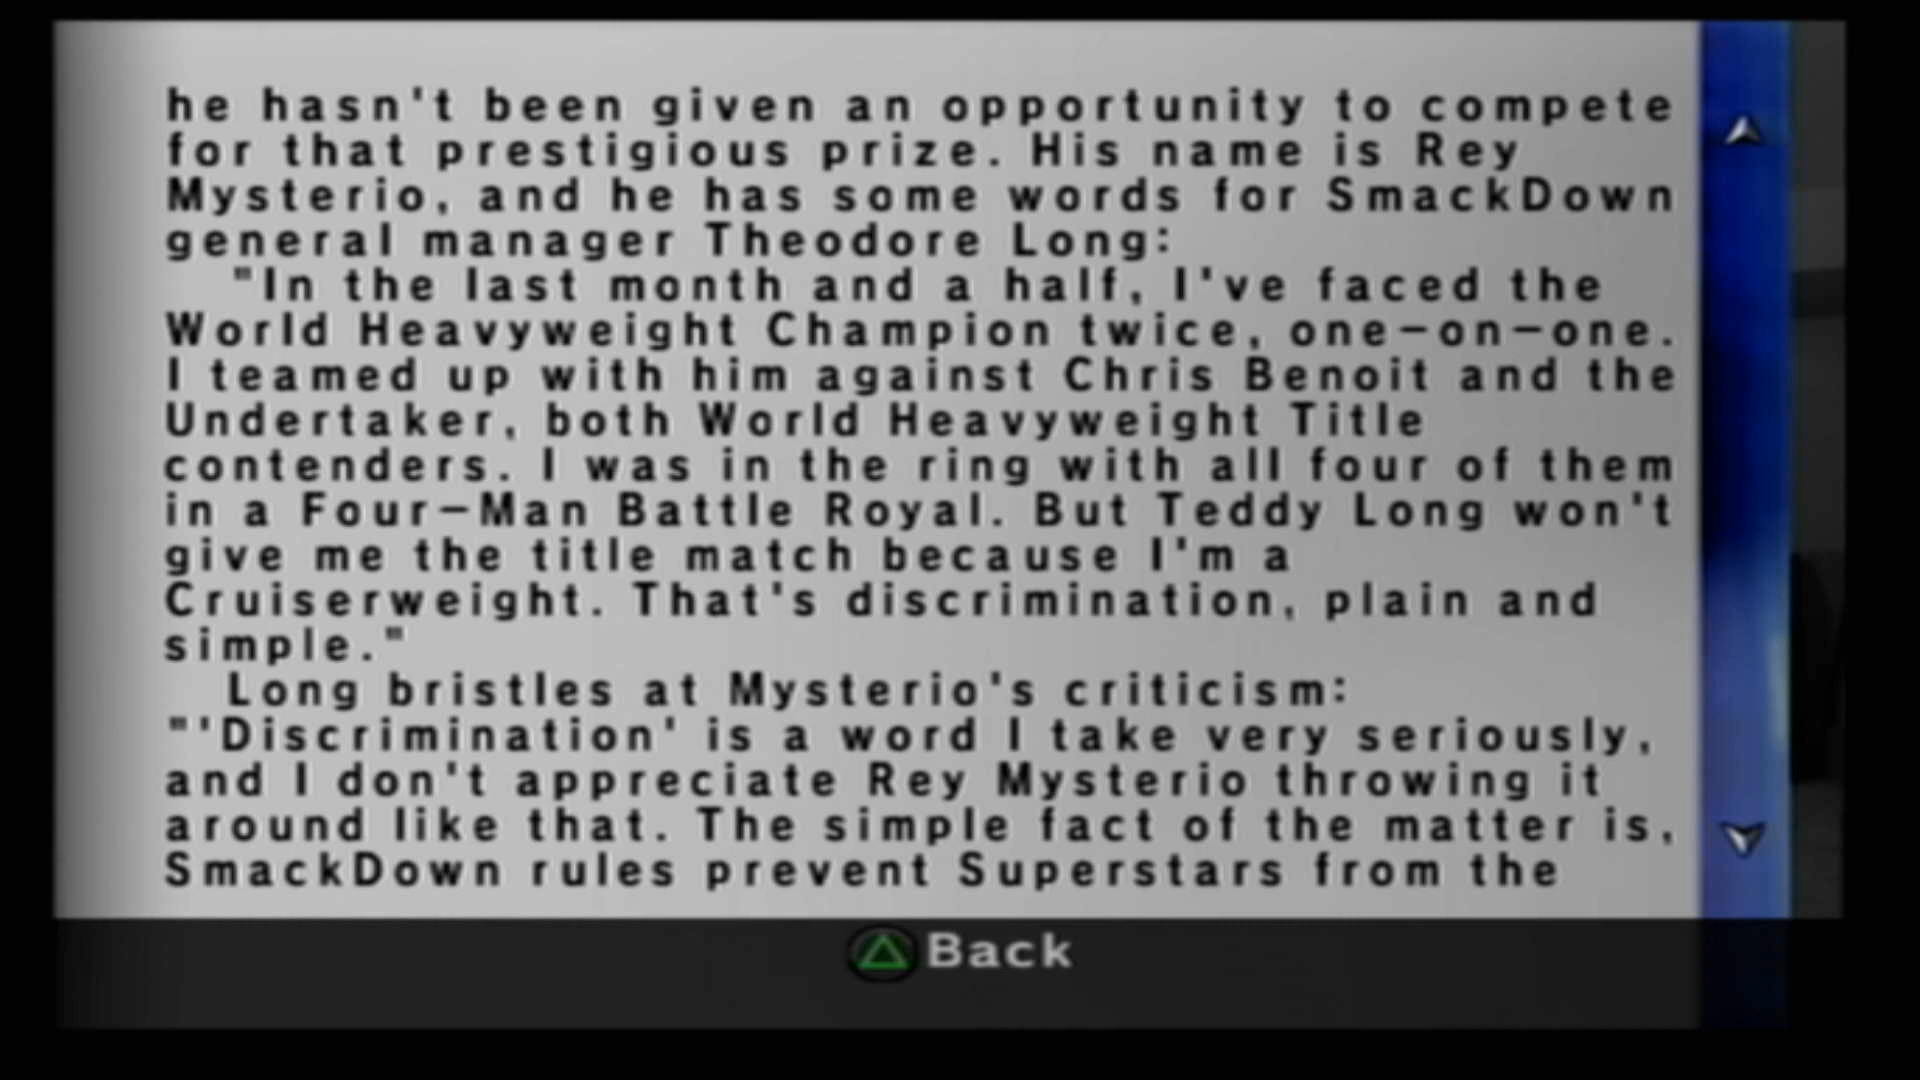 he hasn't been given an opportunity to compete
for that prestigious prize. His name is Rey
Mysterio, and he has some words for SmackDown
general manager Theodore Long:
"In the last month and a half, I've faced the
World Heavyweight Champion twice, one-on-one.
I teamed up with him against Chris Benoit and the
Undertaker, both World Heavyweight Title
contenders. I was in the ring with all four of them
in a Four-Man Battle Royal. But Teddy Long won't
give me the title match because I'm a
Cruiserweight. That's discrimination, plain and
simple."
Long bristles at Mysterio's criticism:
"'Discrimination' is a word I take very seriously,
and I don't appreciate Rey Mysterio throwing it
around like that. The simple fact of the matter is,
SmackDown rules prevent Superstars from the
Back